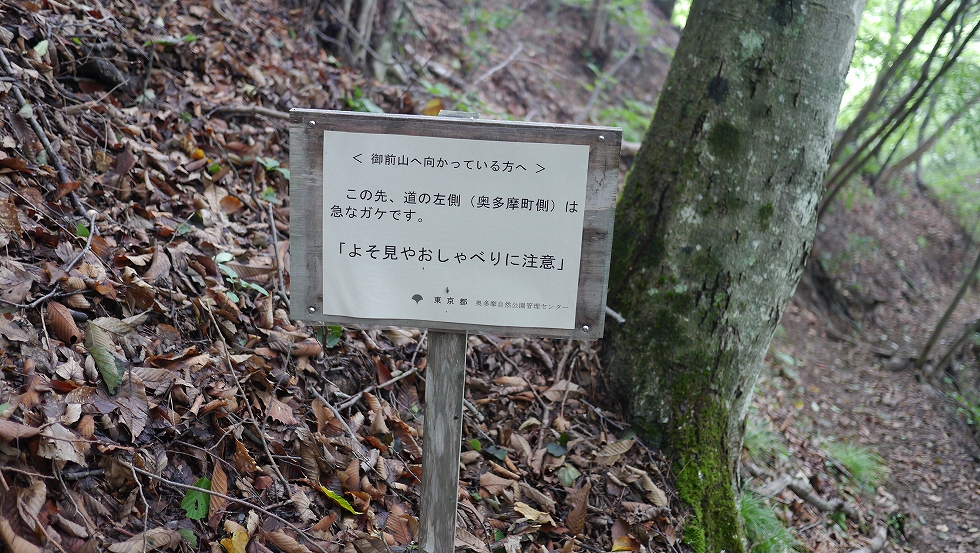 ＜ 御前山へ向かっている方へ ＞
この先、道の左側（奥多摩町側）は
急なガケです。
「よそ見やおしゃべりに注意」
東京都 奥多摩自然公園管理センター